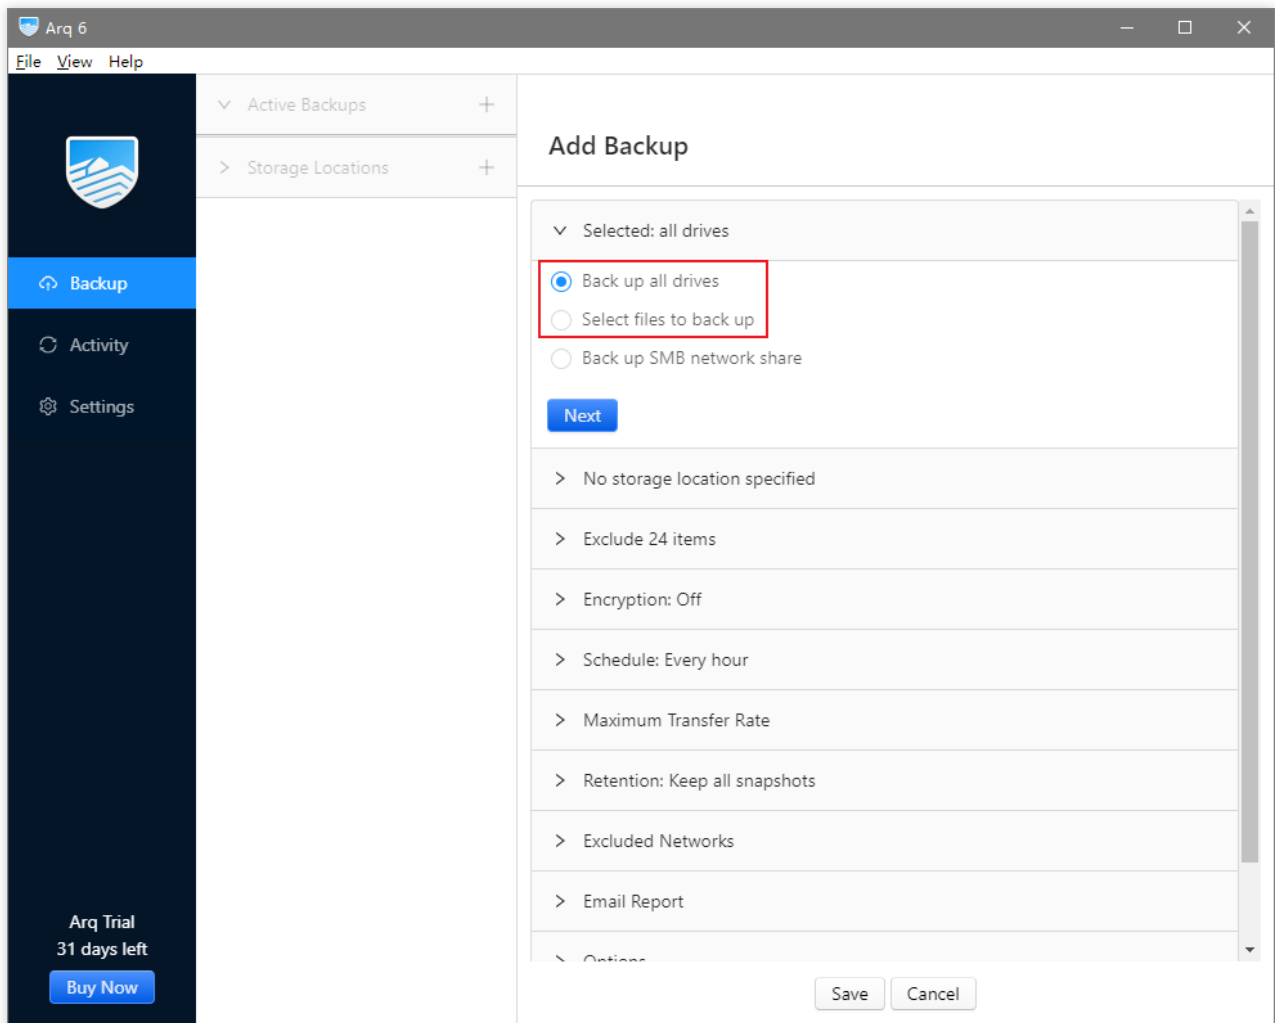 Arq 6
File View Help
Active Backups
Storage Locations
Backup
Activity
Settings
Arq Trial
31 days left
Buy Now
Add Backup
Selected: all drives
Back up all drives
Select files to back up
Back up SMB network share
Next
No storage location specified
Exclude 24 items
Encryption: Off
Schedule: Every hour
Maximum Transfer Rate
Retention: Keep all snapshots
Excluded Networks
Email Report
Options
Save Cancel